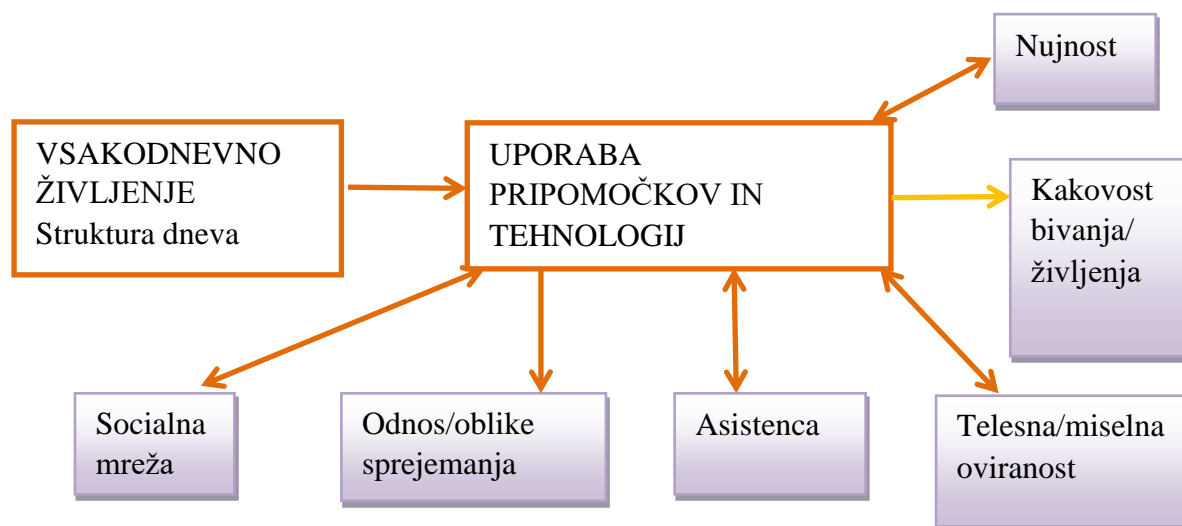 Nujnost
VSAKODNEVNO
ŽIVLJENJE
Struktura dneva
UPORABA
PRIPOMOČKOV IN
TEHNOLOGIJ
Kakovost
bivanja/
življenja
Socialna
mreža
Odnos/oblike
sprejemanja
Asistenca
Telesna/miselna
oviranost